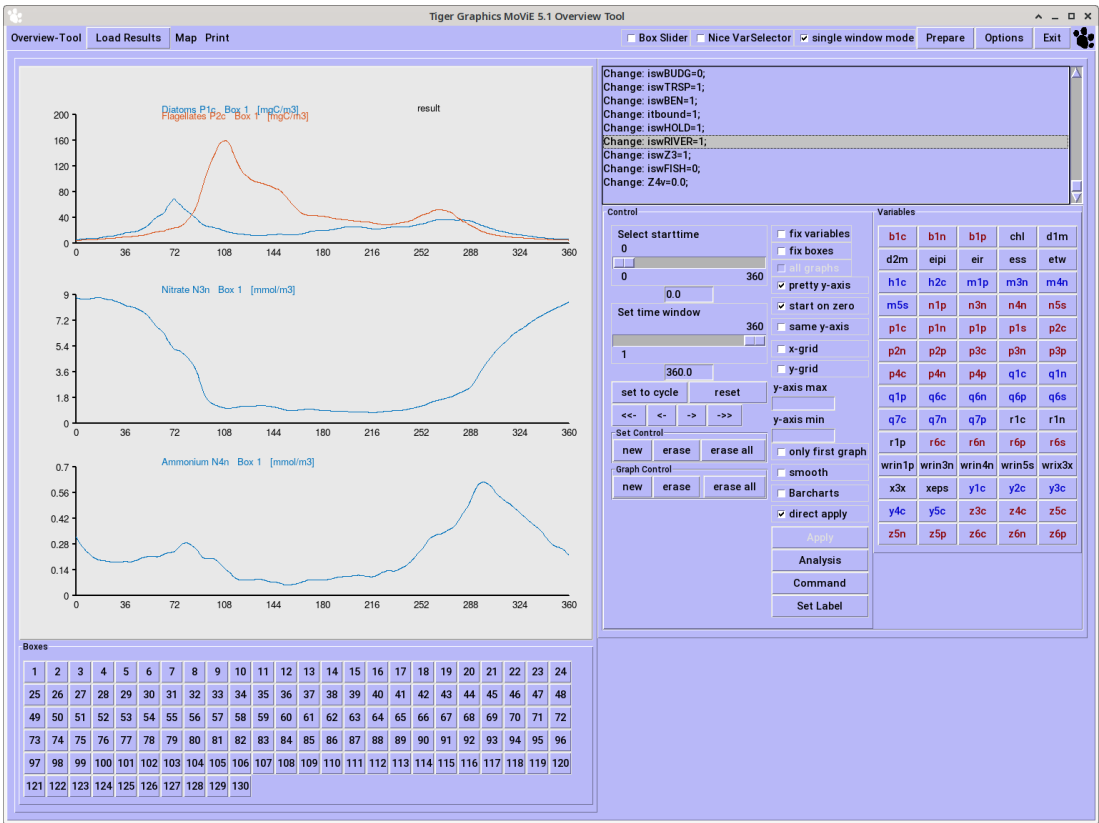 Tiger Graphics MoViE 5.1 Overview Tool
Overview-Tool Load Results Map Print Box Slider Nice VarSelector single window mode Prepare Options Exit
Diatoms P1c Box 1 [mgC/m3] result
Flagellates P2c Box 1 [mgC/m3]
200
160
120
80
40
0
0 36 72 108 144 180 216 252 288 324 360
Nitrate N3n Box 1 [mmol/m3]
9
7.2
5.4
3.6
1.8
0
0 36 72 108 144 180 216 252 288 324 360
Ammonium N4n Box 1 [mmol/m3]
0.7
0.56
0.42
0.28
0.14
0
0 36 72 108 144 180 216 252 288 324 360
Change: iswBUDG=0;
Change: iswTRSP=1;
Change: iswBEN=1;
Change: itbound=1;
Change: iswHOLD=1;
Change: iswRIVER=1;
Change: iswZ3=1;
Change: iswFISH=0;
Change: Z4v=0.0;
Control
Select starttime
0
0 360
0.0
Set time window
360
1
360.0
set to cycle reset
<<- <- -> ->>
Set Control
new erase erase all
Graph Control
new erase erase all
fix variables
fix boxes
all graphs
pretty y-axis
start on zero
same y-axis
x-grid
y-grid
y-axis max
y-axis min
only first graph
smooth
Barcharts
direct apply
Apply
Analysis
Command
Set Label
Variables
b1c b1n b1p chl d1m
d2m eipi eir ess etw
h1c h2c m1p m3n m4n
m5s n1p n3n n4n n5s
p1c p1n p1p p1s p2c
p2n p2p p3c p3n p3p
p4c p4n p4p q1c q1n
q1p q6c q6n q6p q6s
q7c q7n q7p r1c r1n
r1p r6c r6n r6p r6s
wrin1p wrin3n wrin4n wrin5s wrix3x
x3x xeps y1c y2c y3c
y4c y5c z3c z4c z5c
z5n z5p z6c z6n z6p
Boxes
1 2 3 4 5 6 7 8 9 10 11 12 13 14 15 16 17 18 19 20 21 22 23 24
25 26 27 28 29 30 31 32 33 34 35 36 37 38 39 40 41 42 43 44 45 46 47 48
49 50 51 52 53 54 55 56 57 58 59 60 61 62 63 64 65 66 67 68 69 70 71 72
73 74 75 76 77 78 79 80 81 82 83 84 85 86 87 88 89 90 91 92 93 94 95 96
97 98 99 100 101 102 103 104 105 106 107 108 109 110 111 112 113 114 115 116 117 118 119 120
121 122 123 124 125 126 127 128 129 130